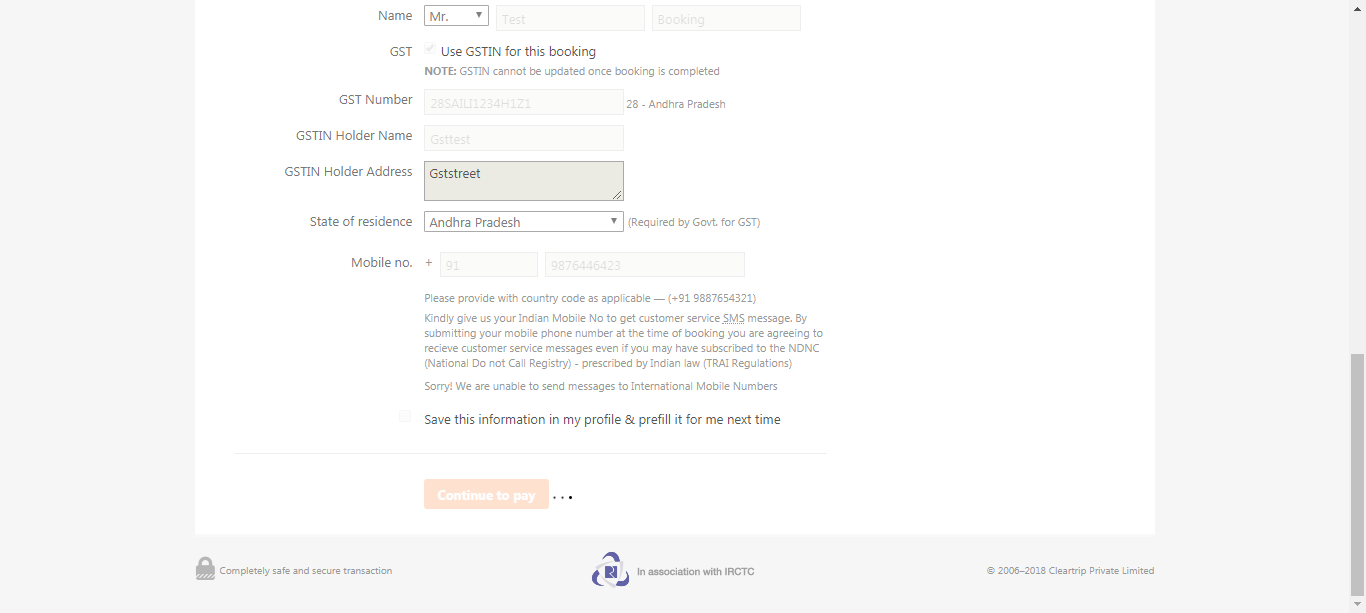 Name Mr. Test Booking
GST Use GSTIN for this booking
NOTE: GSTIN cannot be updated once booking is completed
GST Number 28SAILI1234H1Z1 28 - Andhra Pradesh
GSTIN Holder Name Gsttest
GSTIN Holder Address Gststreet
State of residence Andhra Pradesh (Required by Govt. for GST)
Mobile no. + 91 9876446423
Please provide with country code as applicable — (+91 9887654321)
Kindly give us your Indian Mobile No to get customer service SMS message. By
submitting your mobile phone number at the time of booking you are agreeing to
recieve customer service messages even if you may have subscribed to the NDNC
(National Do not Call Registry) - prescribed by Indian law (TRAI Regulations)
Sorry! We are unable to send messages to International Mobile Numbers
Save this information in my profile & prefill it for me next time
Continue to pay . . .
Completely safe and secure transaction In association with IRCTC © 2006–2018 Cleartrip Private Limited